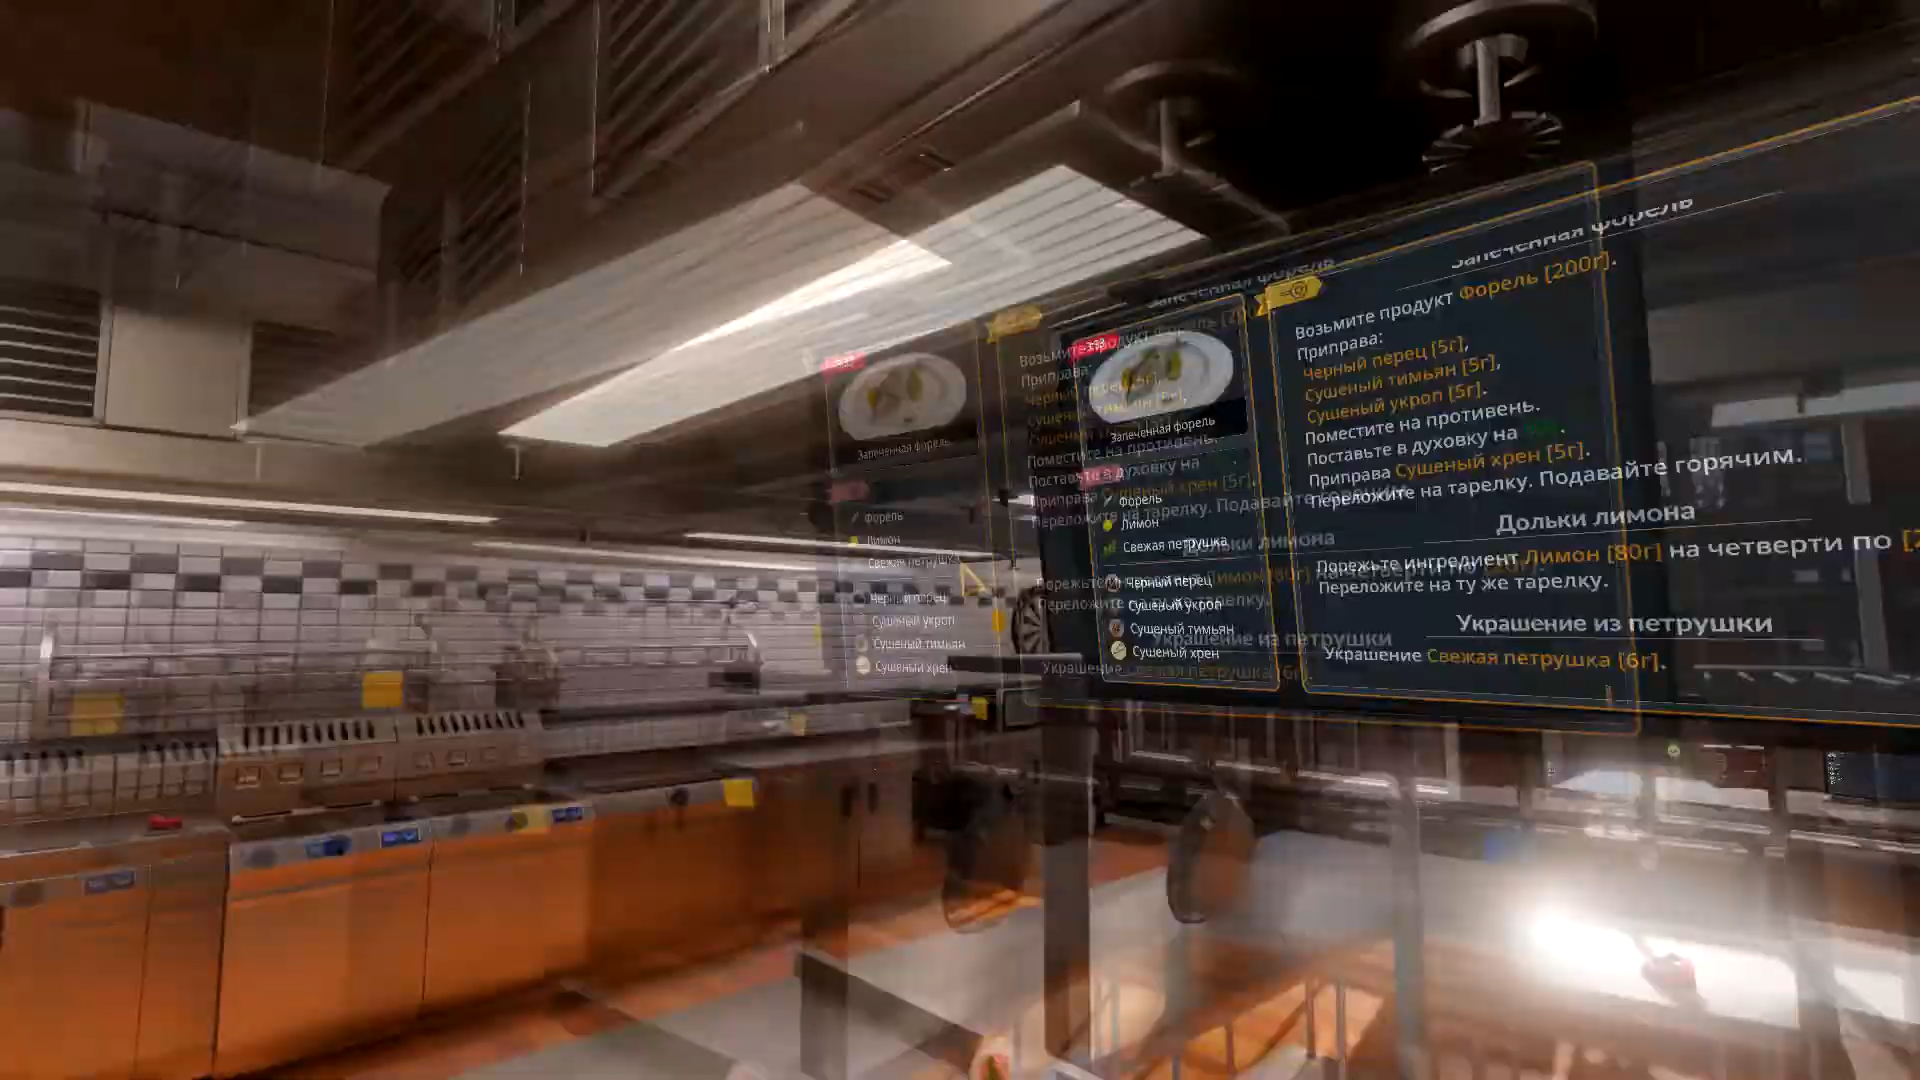 Запеченная форель
Форель
Лимон
Свежая петрушка
Черный перец
Сушеный укроп
Сушеный тимьян
Сушеный хрен
Запеченная форель
Возьмите продукт Форель [200г].
Приправа:
Черный перец [5г],
Сушеный тимьян [5г],
Сушеный укроп [5г].
Поместите на противень.
Поставьте в духовку на
Приправа Сушеный хрен [5г].
Переложите на тарелку. Подавайте горячим.
Дольки лимона
Порежьте ингредиент Лимон [80г] на четверти по
Переложите на ту же тарелку.
Украшение из петрушки
Украшение Свежая петрушка [6г].